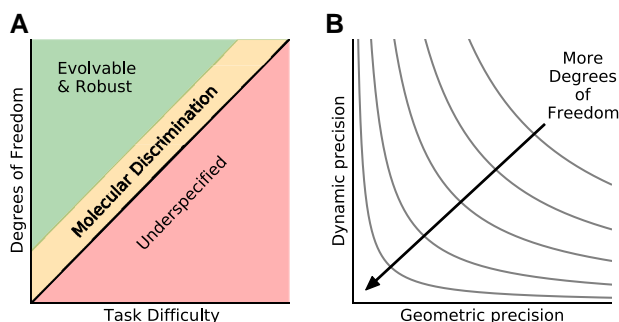 A
Evolvable
& Robust
Molecular Discrimination
Underspecified
Degrees of Freedom
Task Difficulty
B
More
Degrees
of
Freedom
Dynamic precision
Geometric precision